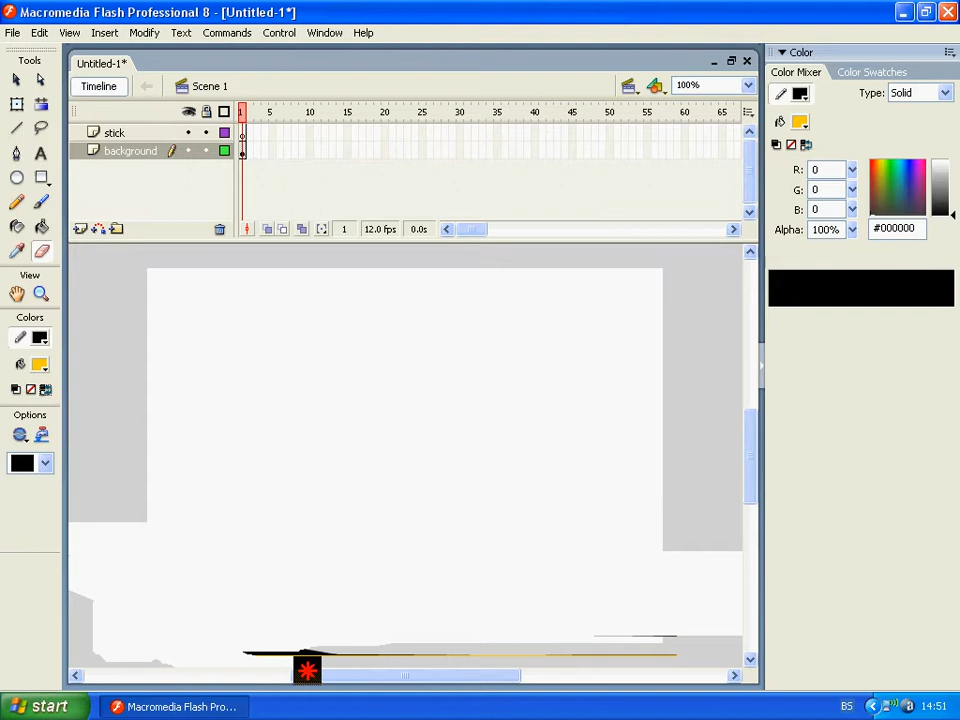 Macromedia Flash Professional 8 - [Untitled-1*]
File Edit View Insert Modify Text Commands Control Window Help
Tools
View
Colors
Options
Untitled-1*
Timeline
Scene 1
100%
1 5 10 15 20 25 30 35 40 45 50 55 60 65
stick
background
1 12.0 fps 0.0s
Color
Color Mixer Color Swatches
Type: Solid
R: 0
G: 0
B: 0
Alpha: 100% #000000
start
Macromedia Flash Pro...
BS
14:51